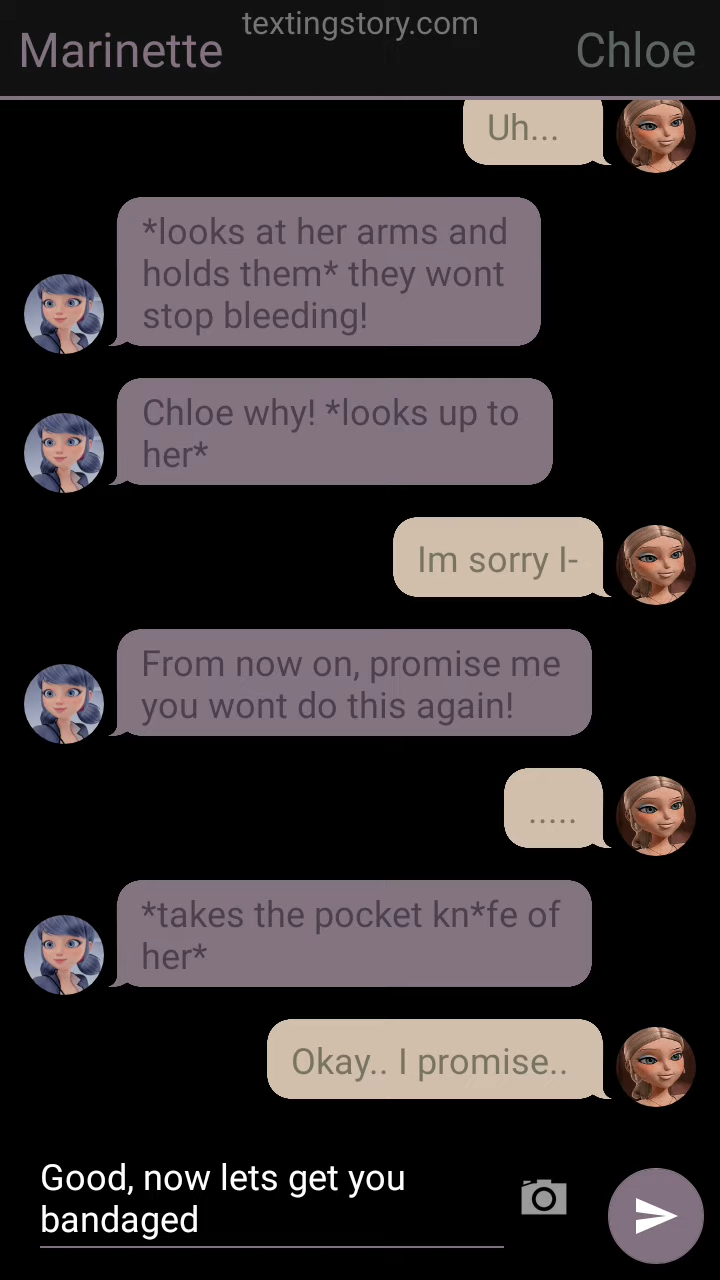 textingstory.com
Marinette
Chloe
Uh...
*looks at her arms and
holds them* they wont
stop bleeding!
Chloe why! *looks up to
her*
Im sorry I-
From now on, promise me
you wont do this again!
.....
*takes the pocket kn*fe of
her*
Okay.. I promise..
Good, now lets get you
bandaged